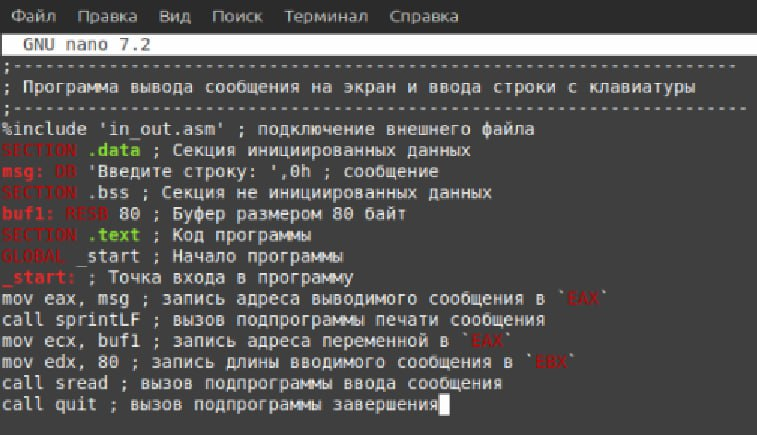 Файл Правка Вид Поиск Терминал Справка
GNU nano 7.2
;--------------------------------------------------------------------
; Программа вывода сообщения на экран и ввода строки с клавиатуры
;---------------------------------------------------------------------
%include 'in_out.asm' ; подключение внешнего файла
SECTION .data ; Секция инициированных данных
msg: DB 'Введите строку: ',0h ; сообщение
SECTION .bss ; Секция не инициированных данных
buf1: RESB 80 ; Буфер размером 80 байт
SECTION .text ; Код программы
GLOBAL _start ; Начало программы
_start: ; Точка входа в программу
mov eax, msg ; запись адреса выводимого сообщения в `EAX`
call sprintLF ; вызов подпрограммы печати сообщения
mov ecx, buf1 ; запись адреса переменной в `EAX`
mov edx, 80 ; запись длины вводимого сообщения в `EBX`
call sread ; вызов подпрограммы ввода сообщения
call quit ; вызов подпрограммы завершения